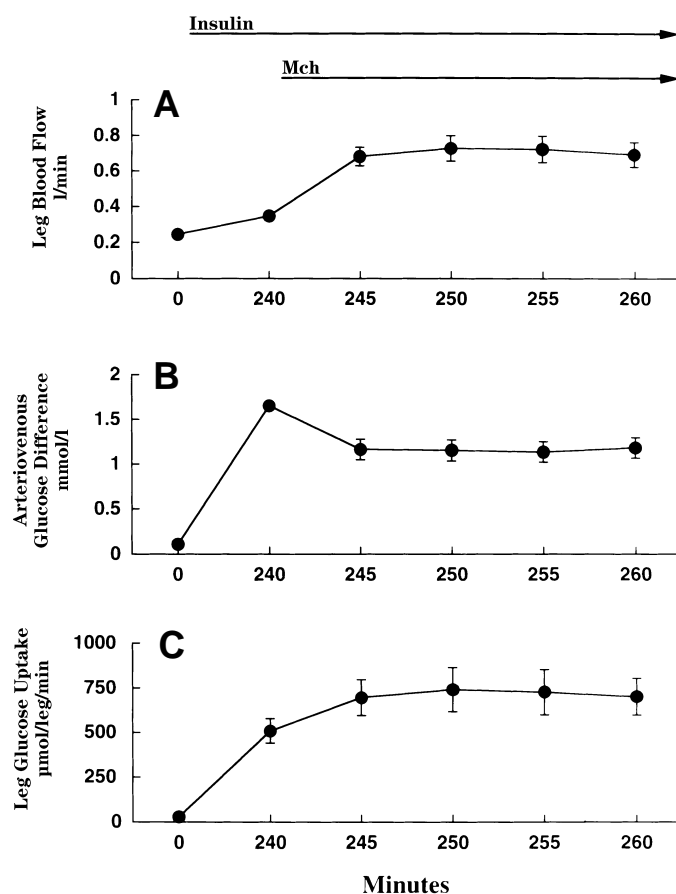 Insulin
Mch
A
Leg Blood Flow
l/min
1
0.8
0.6
0.4
0.2
0
0 240 245 250 255 260
B
Arteriovenous
Glucose Difference
mmol/l
2
1.5
1
0.5
0
0 240 245 250 255 260
C
Leg Glucose Uptake
µmol/leg/min
1000
750
500
250
0
0 240 245 250 255 260
Minutes